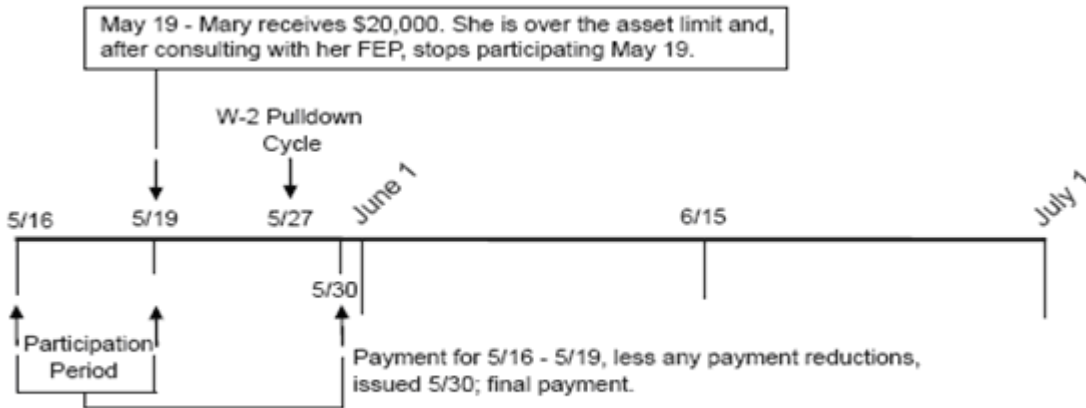 May 19 - Mary receives $20,000. She is over the asset limit and,
after consulting with her FEP, stops participating May 19.
W-2 Pulldown
Cycle
5/16
5/19
5/27
June 1
6/15
July 1
5/30
Participation
Period
Payment for 5/16 - 5/19, less any payment reductions,
issued 5/30; final payment.